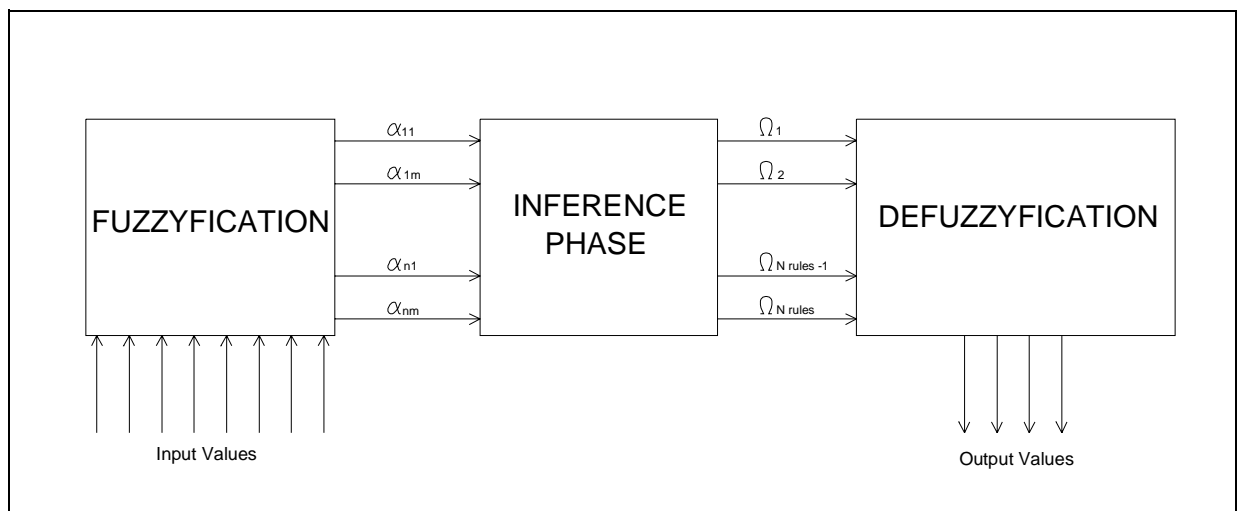 FUZZYFICATION
α11
α1m
αn1
αnm
INFERENCE
PHASE
Ω1
Ω2
ΩN rules -1
ΩN rules
DEFUZZYFICATION
Input Values
Output Values